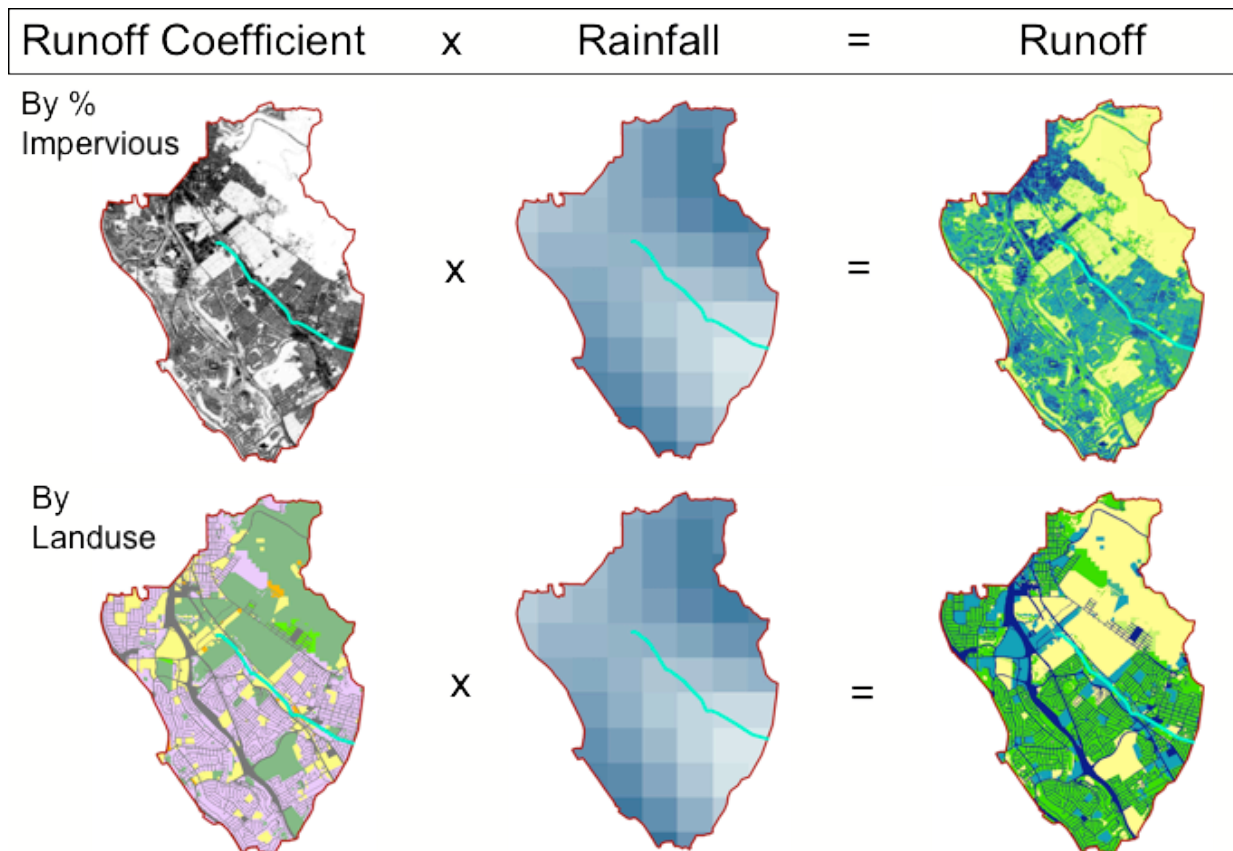 Runoff Coefficient x Rainfall = Runoff
By %
Impervious
x =
By
Landuse
x =